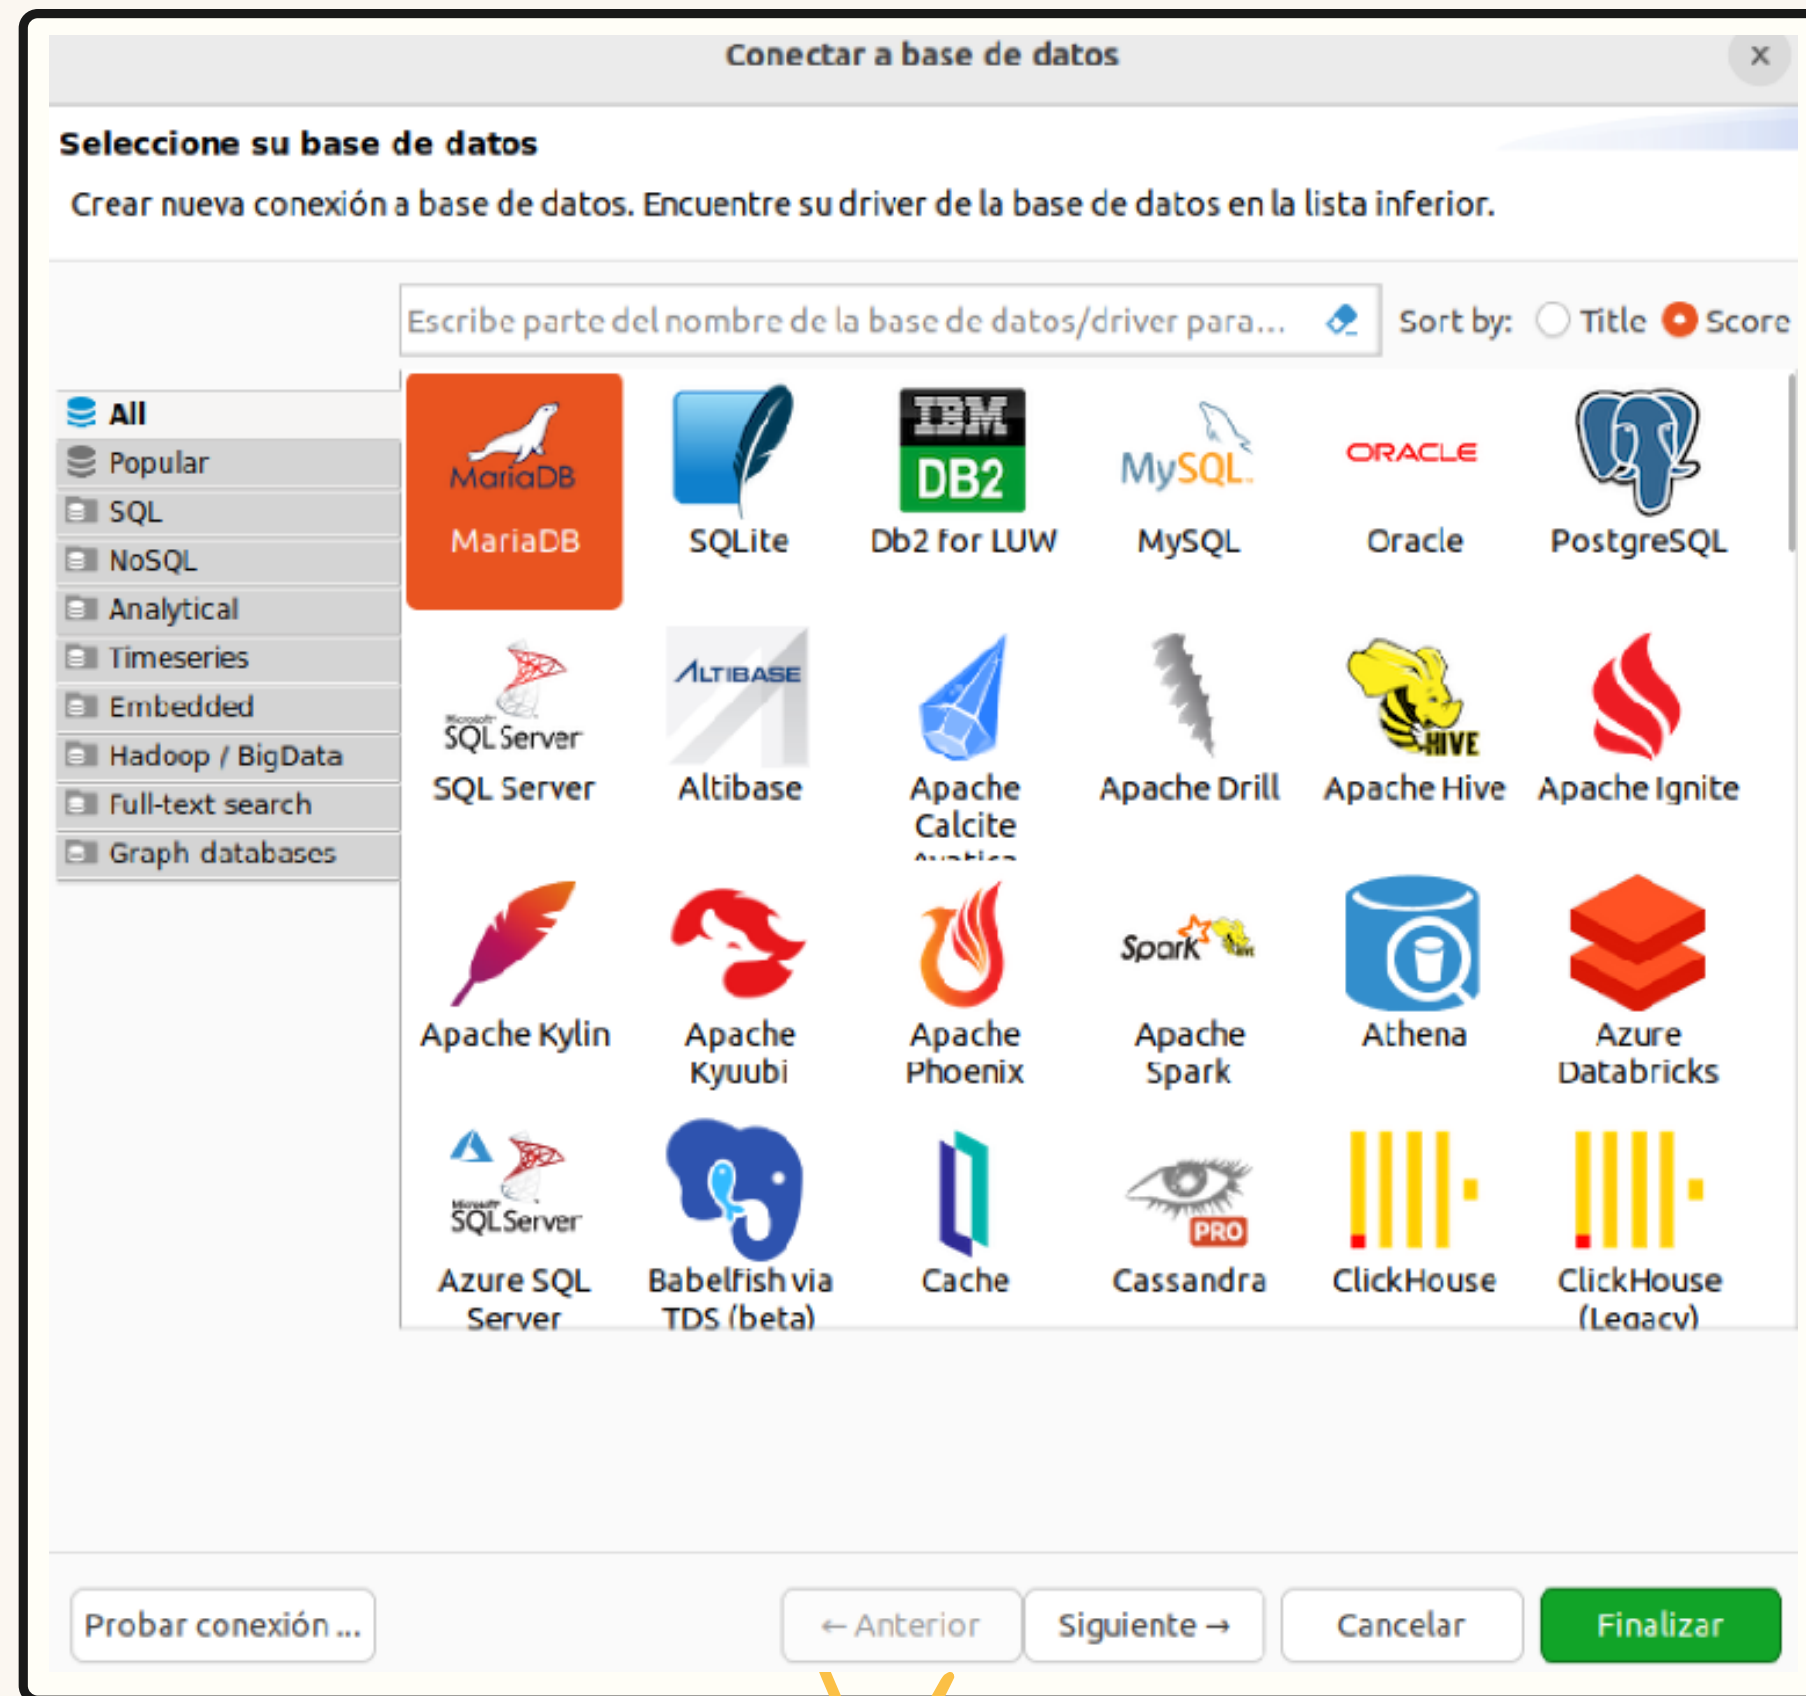 Conectar a base de datos
x
Seleccione su base de datos
Crear nueva conexión a base de datos. Encuentre su driver de la base de datos en la lista inferior.
Escribe parte del nombre de la base de datos/driver para...
Sort by: Title Score
All
Popular
SQL
NoSQL
Analytical
Timeseries
Embedded
Hadoop / BigData
Full-text search
Graph databases
MariaDB
MariaDB
SQLite
IBM
DB2
Db2 for LUW
MySQL
MySQL
ORACLE
Oracle
PostgreSQL
Microsoft
SQL Server
SQL Server
ALTIBASE
Altibase
Apache
Calcite
Avatica
Apache Drill
HIVE
Apache Hive
Apache Ignite
Apache Kylin
Apache
Kyuubi
Apache
Phoenix
Spark
Apache
Spark
Athena
Azure
Databricks
Microsoft
SQL Server
Azure SQL
Server
Babelfish via
TDS (beta)
Cache
PRO
Cassandra
ClickHouse
ClickHouse
(Legacy)
Probar conexión ...
← Anterior
Siguiente →
Cancelar
Finalizar